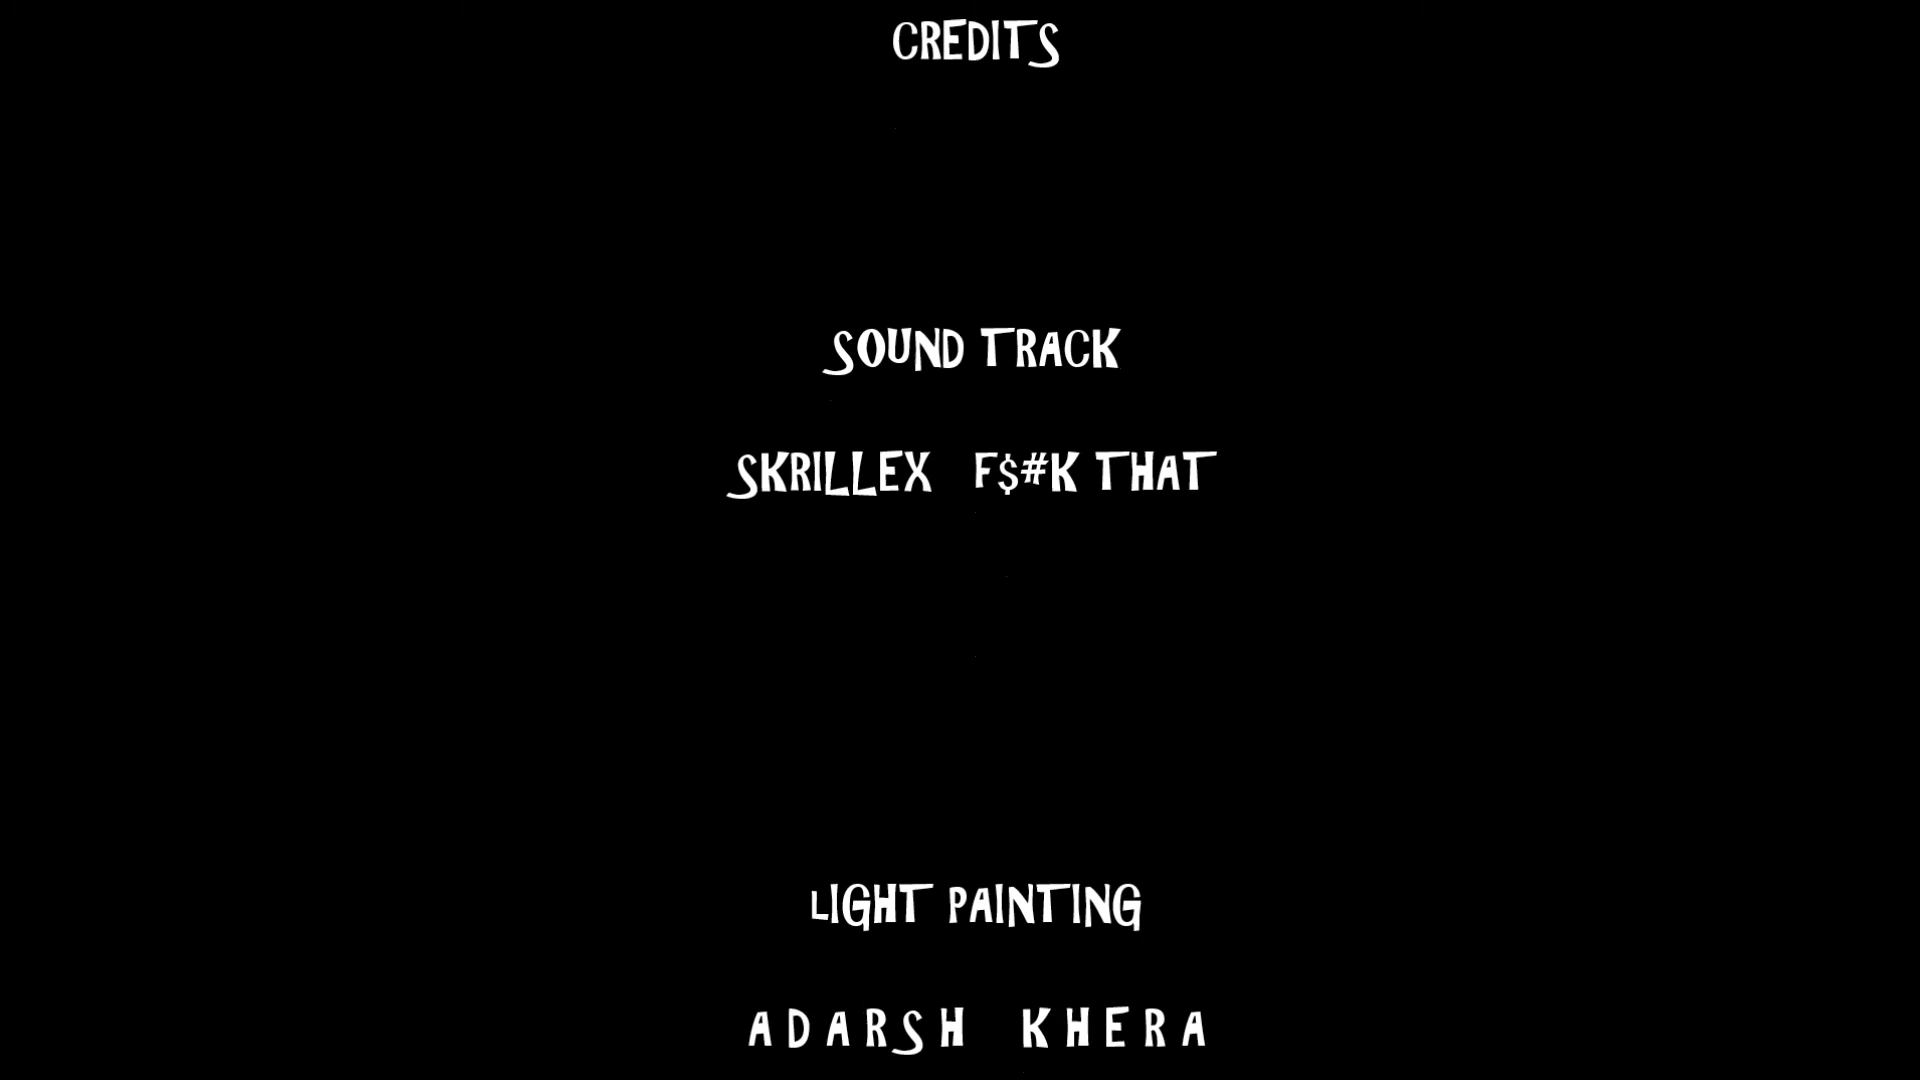 CREDITS
SOUND TRACK
SKRILLEX F$#K THAT
LIGHT PAINTING
ADARSH KHERA